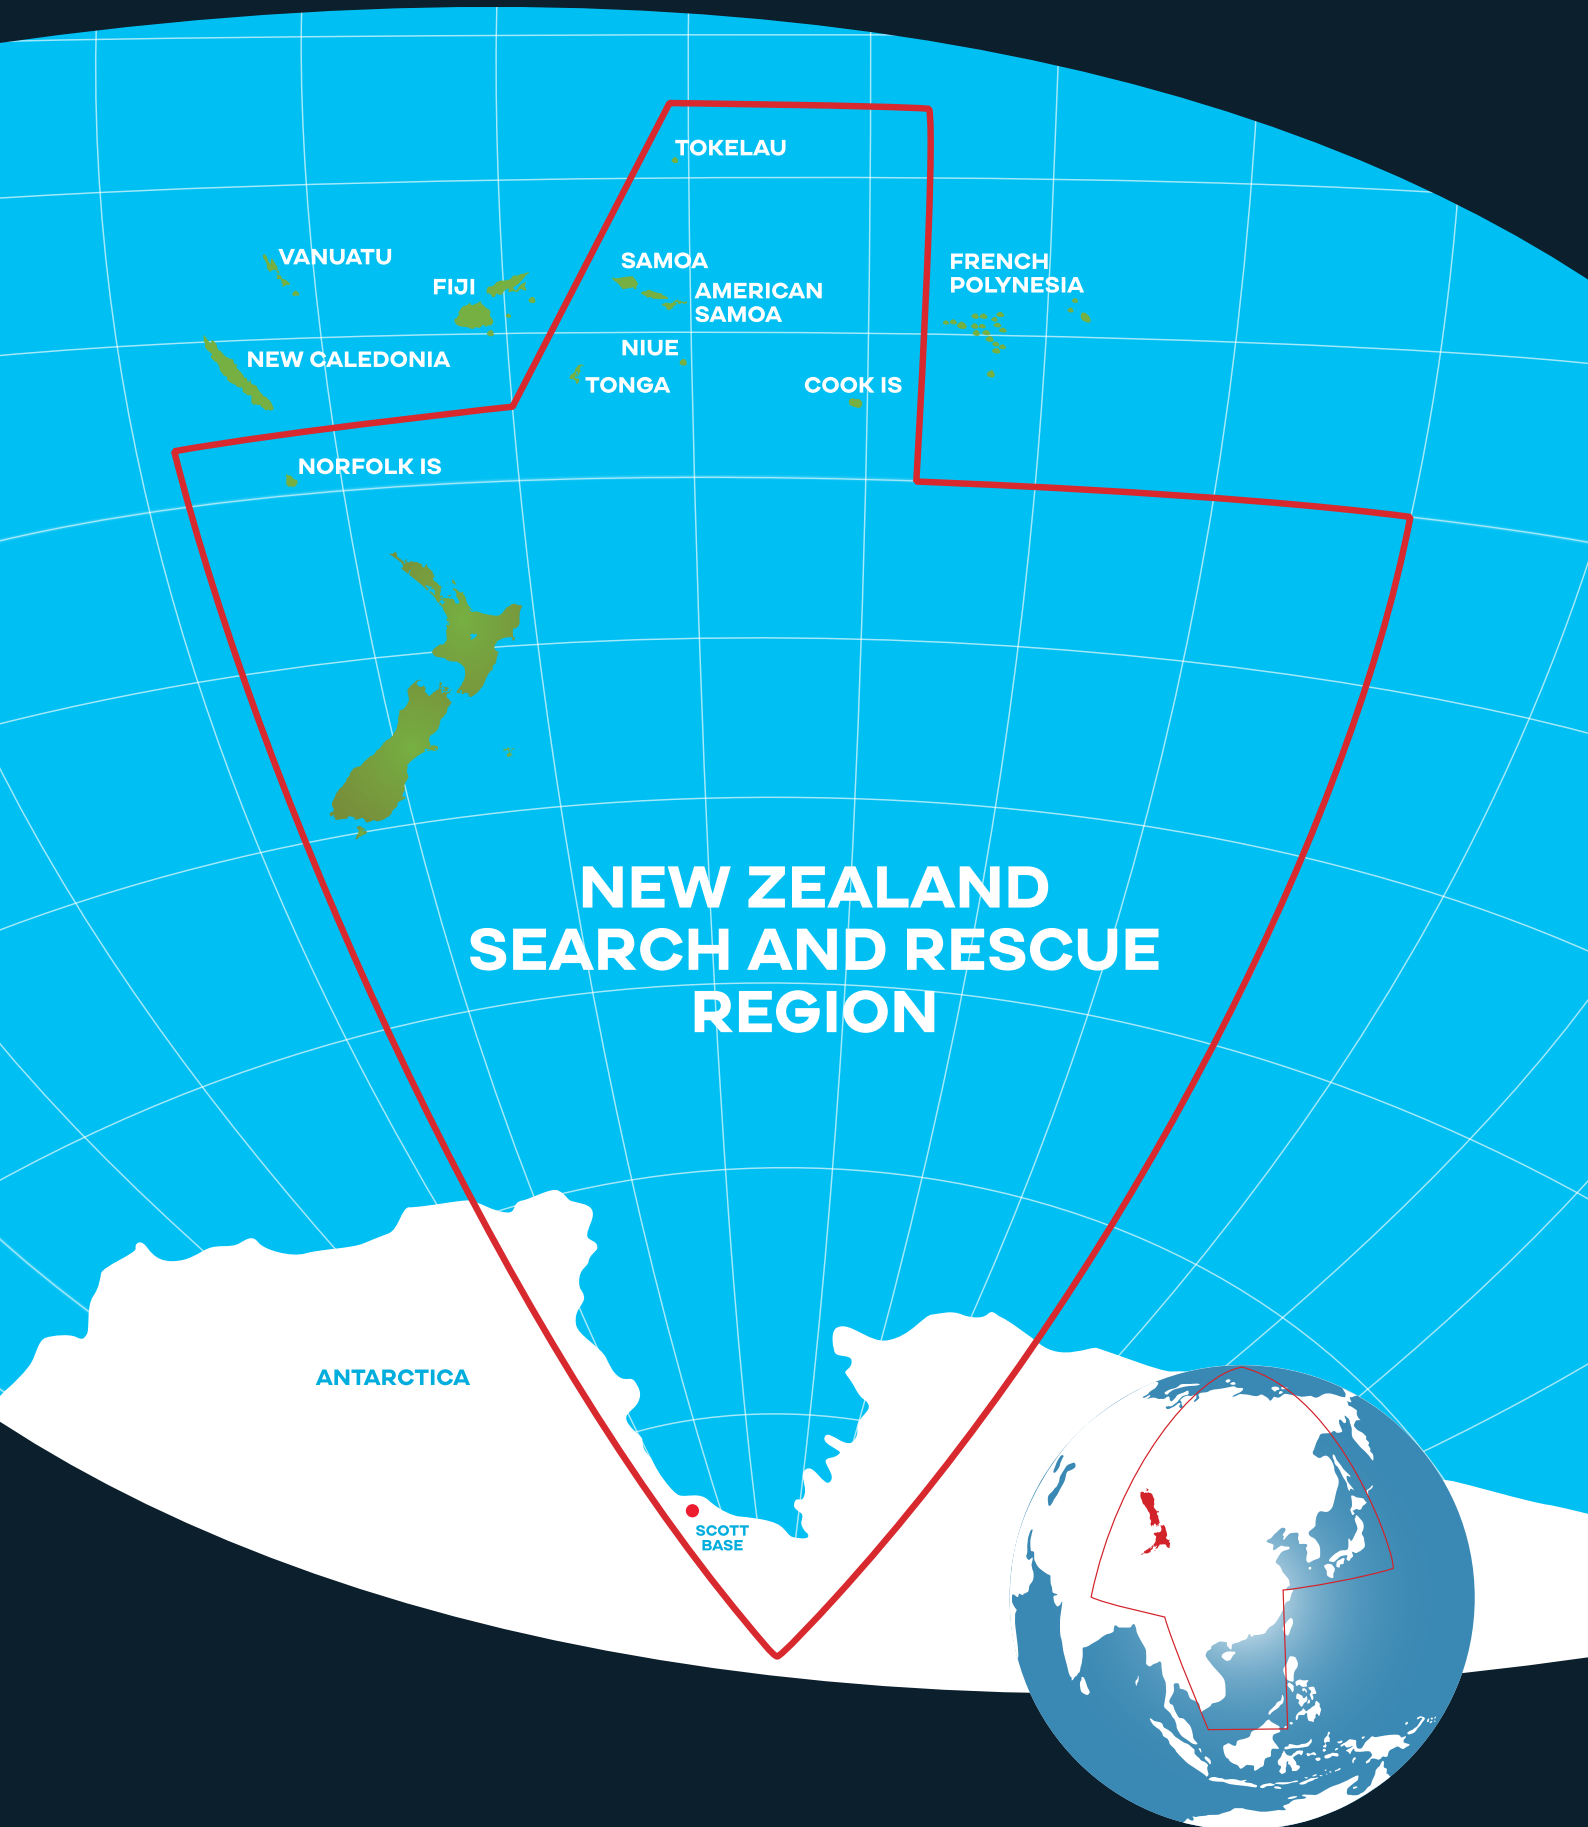 TOKELAU
VANUATU
FIJI
SAMOA
AMERICAN
SAMOA
FRENCH
POLYNESIA
NEW CALEDONIA
NIUE
TONGA
COOK IS
NORFOLK IS
NEW ZEALAND
SEARCH AND RESCUE
REGION
ANTARCTICA
SCOTT
BASE